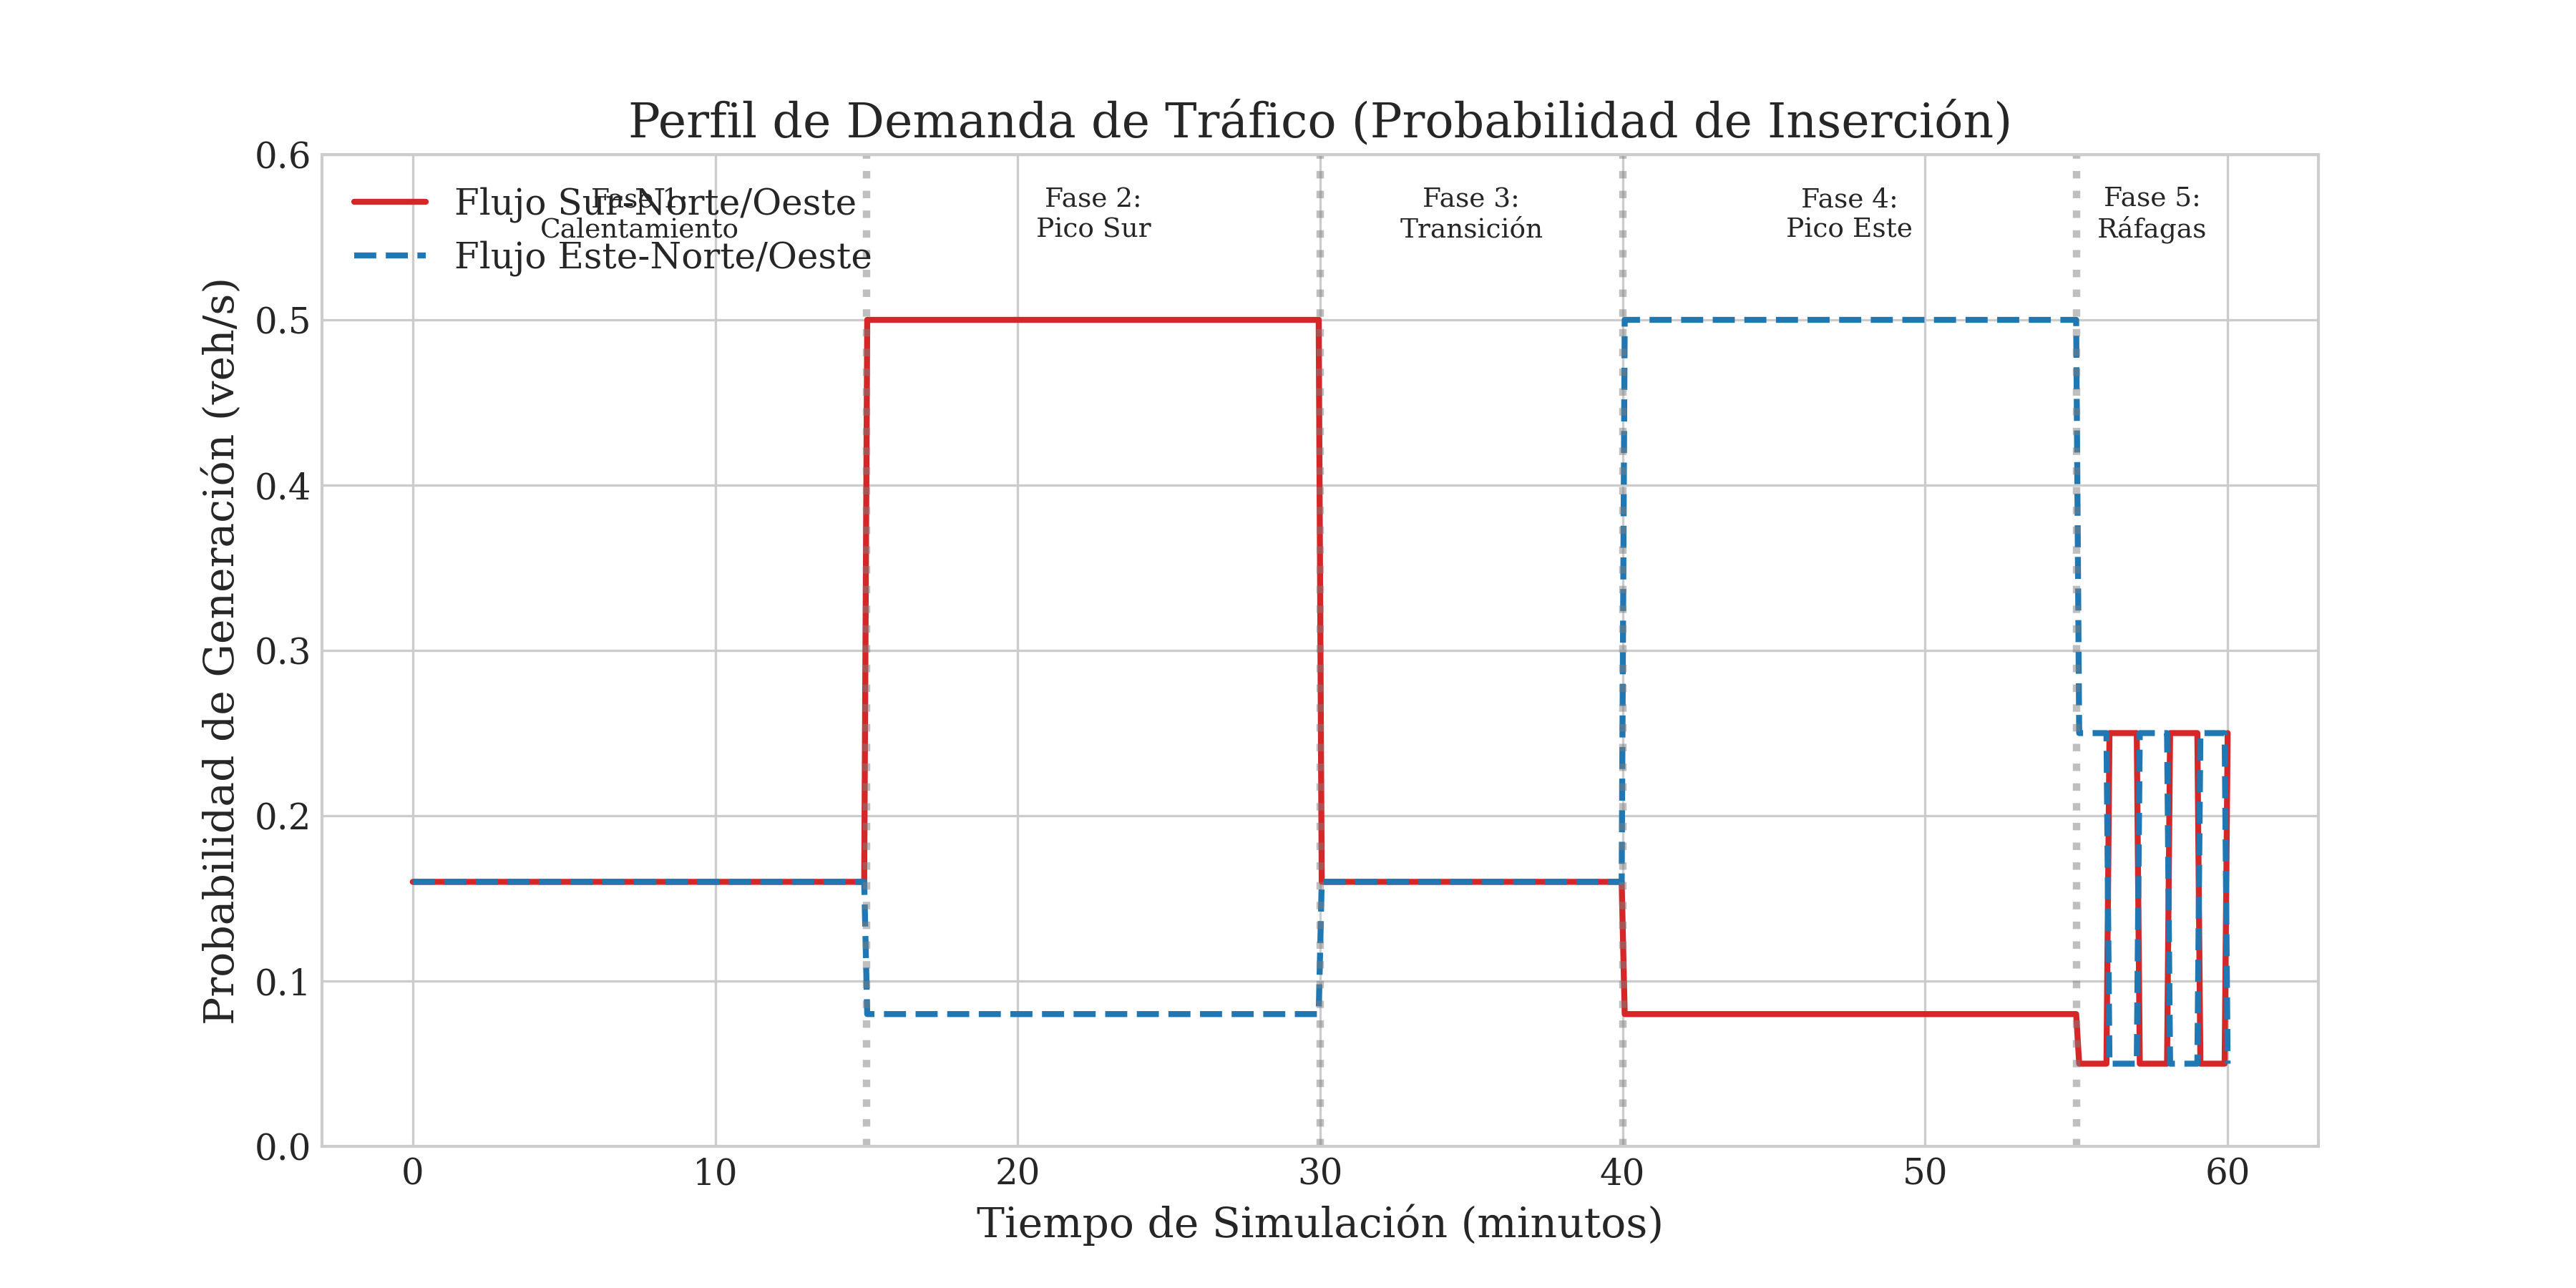 Perfil de Demanda de Tráfico (Probabilidad de Inserción)
Probabilidad de Generación (veh/s)
0.6
0.5
0.4
0.3
0.2
0.1
0.0
Flujo Sur-Norte/Oeste
Flujo Este-Norte/Oeste
Fase 1:
Calentamiento
Fase 2:
Pico Sur
Fase 3:
Transición
Fase 4:
Pico Este
Fase 5:
Ráfagas
0 10 20 30 40 50 60
Tiempo de Simulación (minutos)